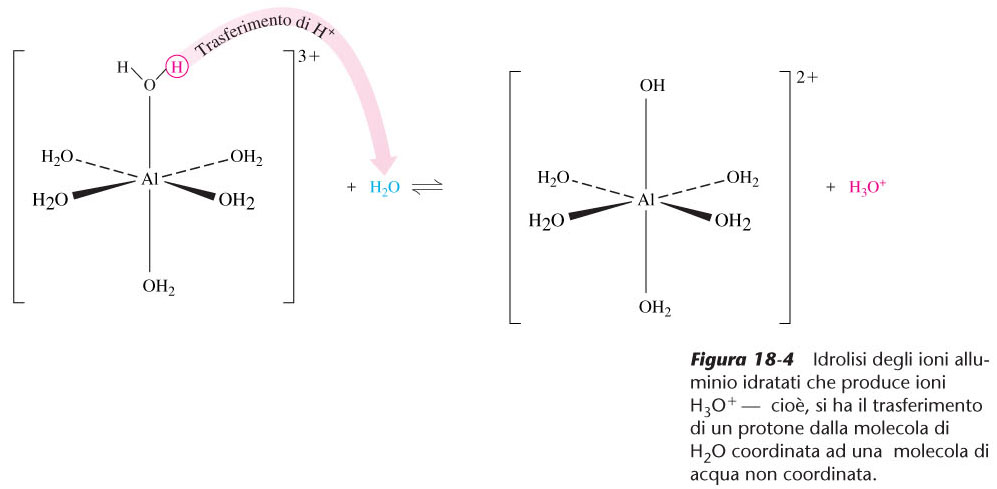 Trasferimento di H⁺
3+
H H
O
H₂O OH₂
Al
H₂O OH₂
OH₂
+ H₂O ⇌
2+
OH
H₂O OH₂
Al
H₂O OH₂
OH₂
+ H₃O⁺
Figura 18-4 Idrolisi degli ioni allu-
minio idratati che produce ioni
H₃O⁺ — cioè, si ha il trasferimento
di un protone dalla molecola di
H₂O coordinata ad una molecola di
acqua non coordinata.